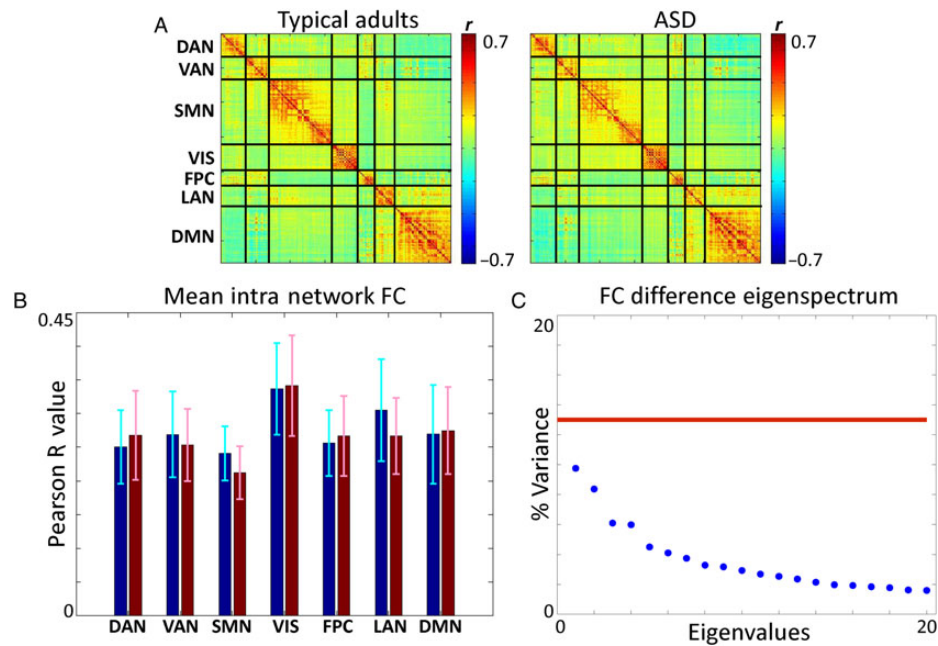 A
Typical adults
ASD
r
0.7
-0.7
r
0.7
-0.7
DAN
VAN
SMN
VIS
FPC
LAN
DMN
B
Mean intra network FC
0.45
Pearson R value
0
DAN VAN SMN VIS FPC LAN DMN
C
FC difference eigenspectrum
20
% Variance
0
0
20
Eigenvalues